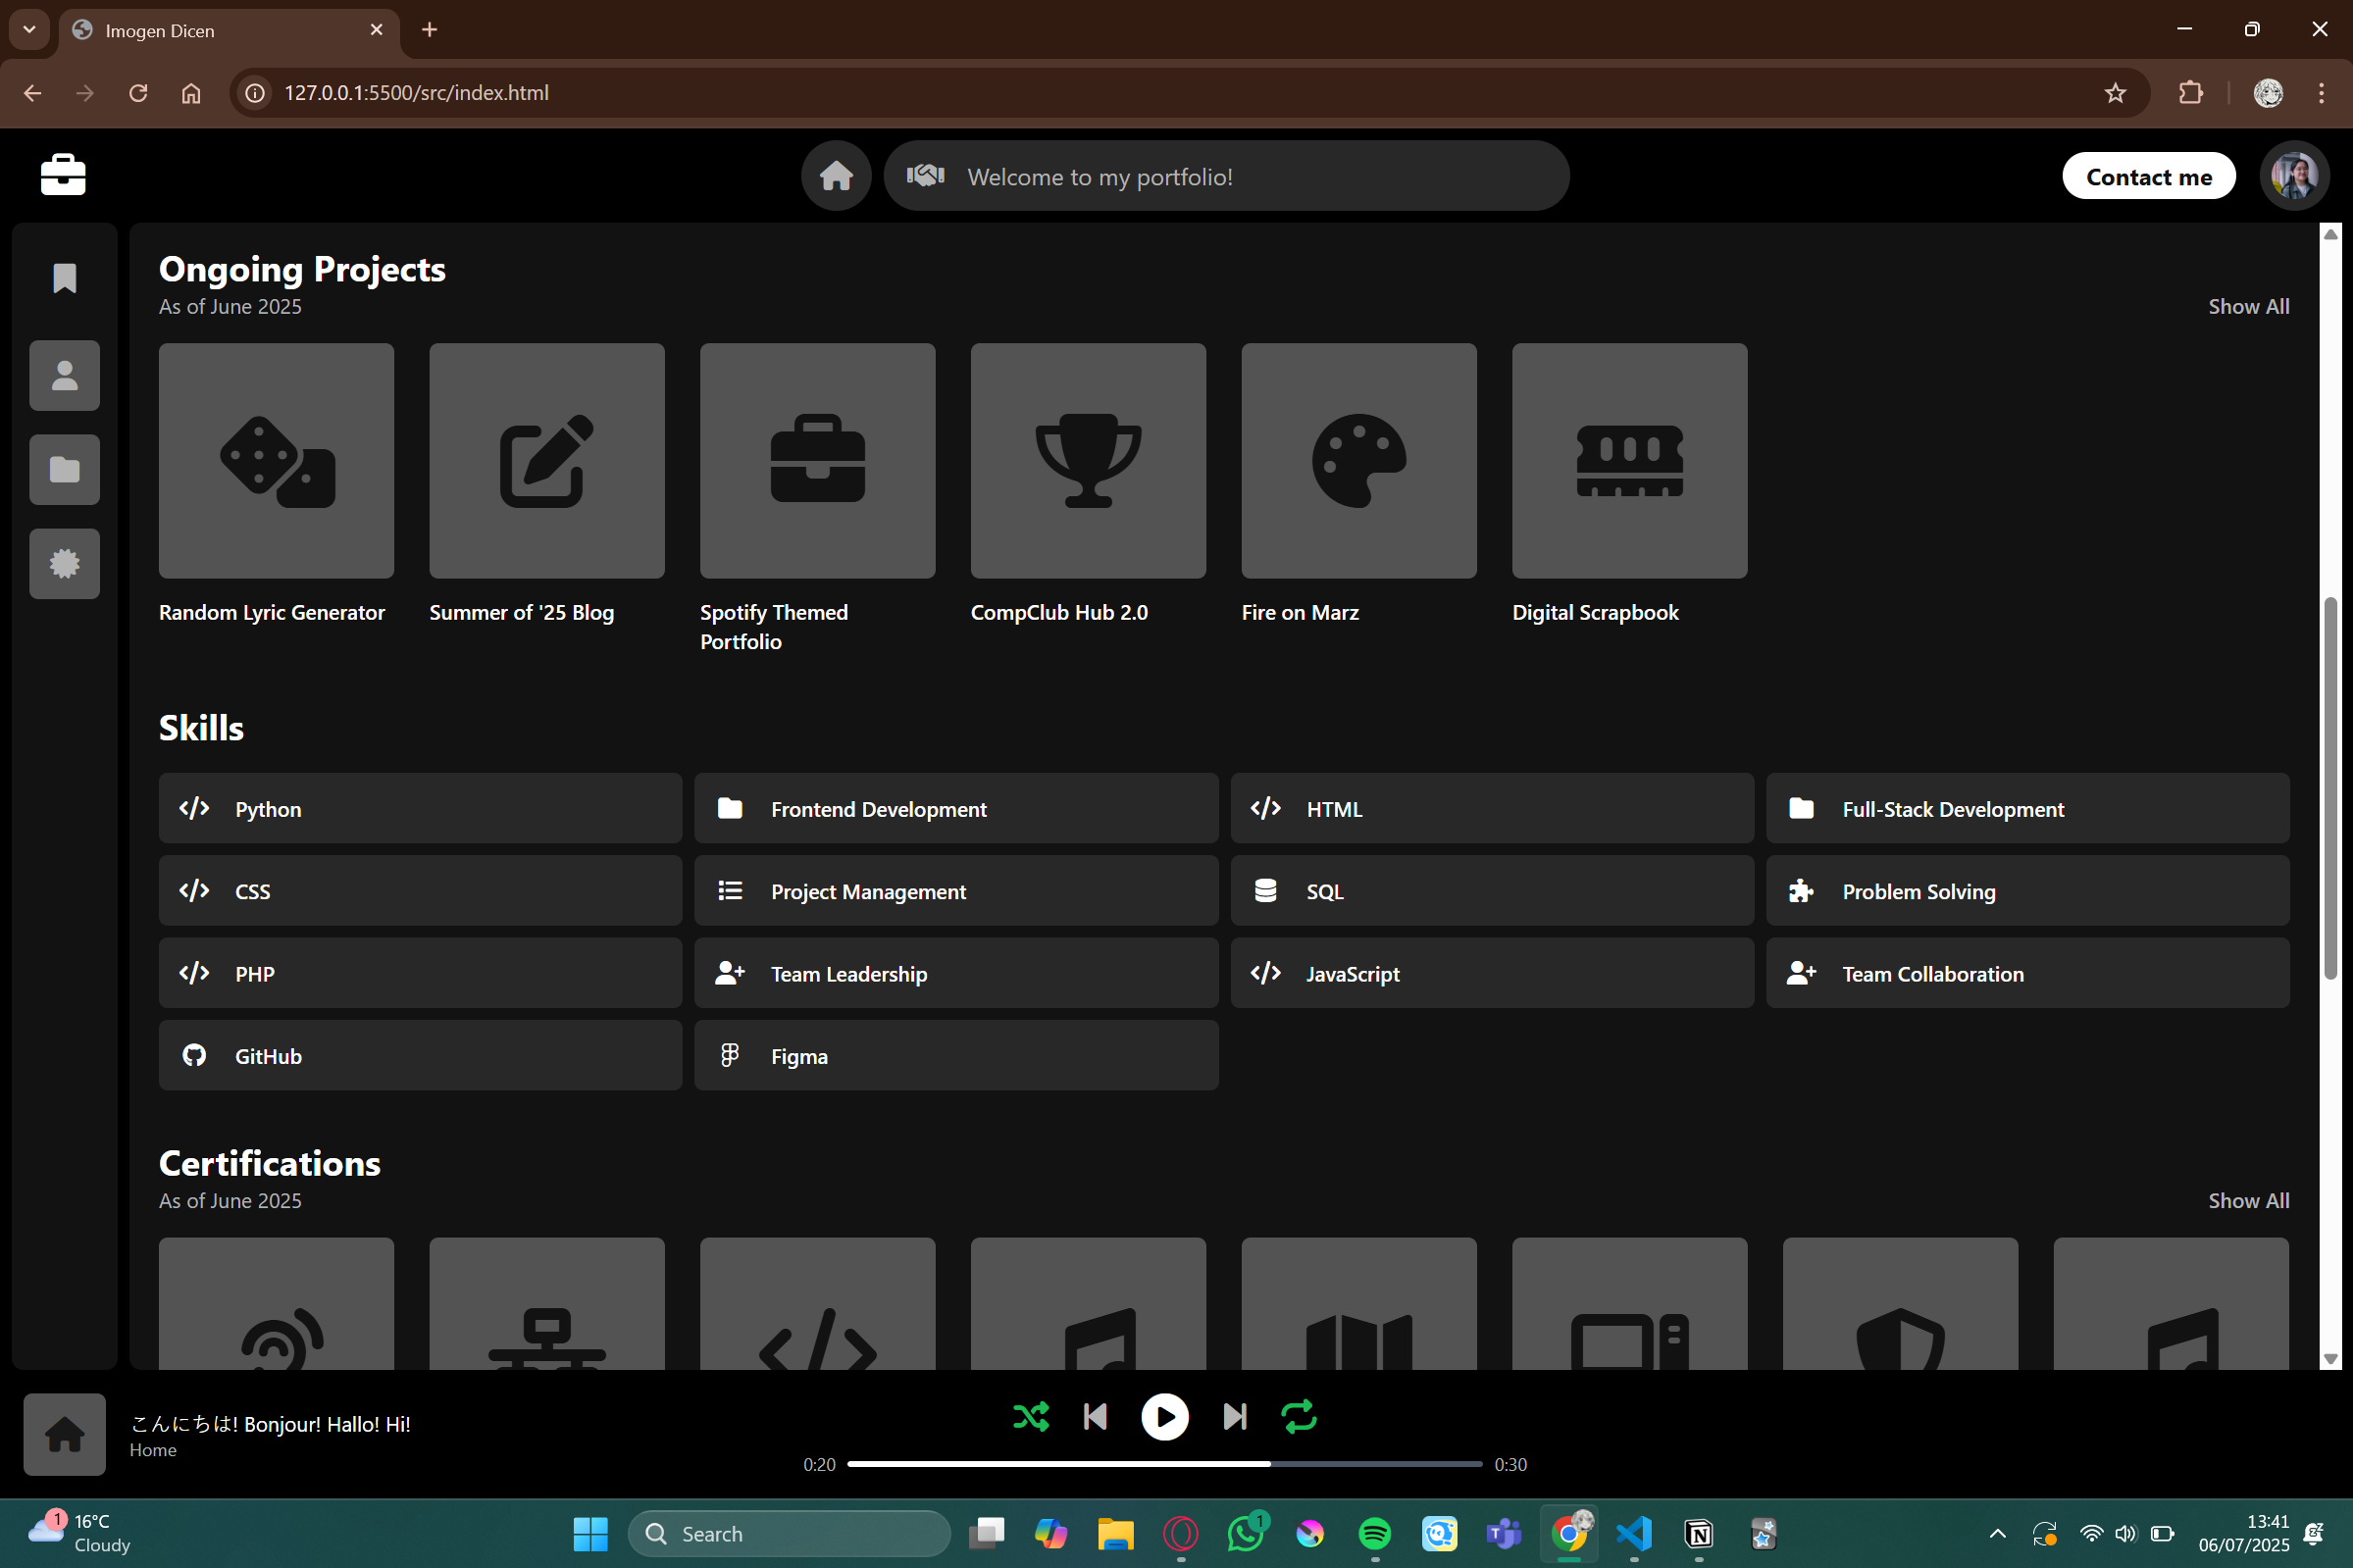 Imogen Dicen
127.0.0.1:5500/src/index.html
Welcome to my portfolio!
Contact me
Ongoing Projects
As of June 2025
Show All
Random Lyric Generator
Summer of '25 Blog
Spotify Themed
Portfolio
CompClub Hub 2.0
Fire on Marz
Digital Scrapbook
Skills
Python
Frontend Development
HTML
Full-Stack Development
CSS
Project Management
SQL
Problem Solving
PHP
Team Leadership
JavaScript
Team Collaboration
GitHub
Figma
Certifications
As of June 2025
Show All
こんにちは! Bonjour! Hallo! Hi!
Home
0:20
0:30
1
16°C
Cloudy
Search
1
13:41
06/07/2025